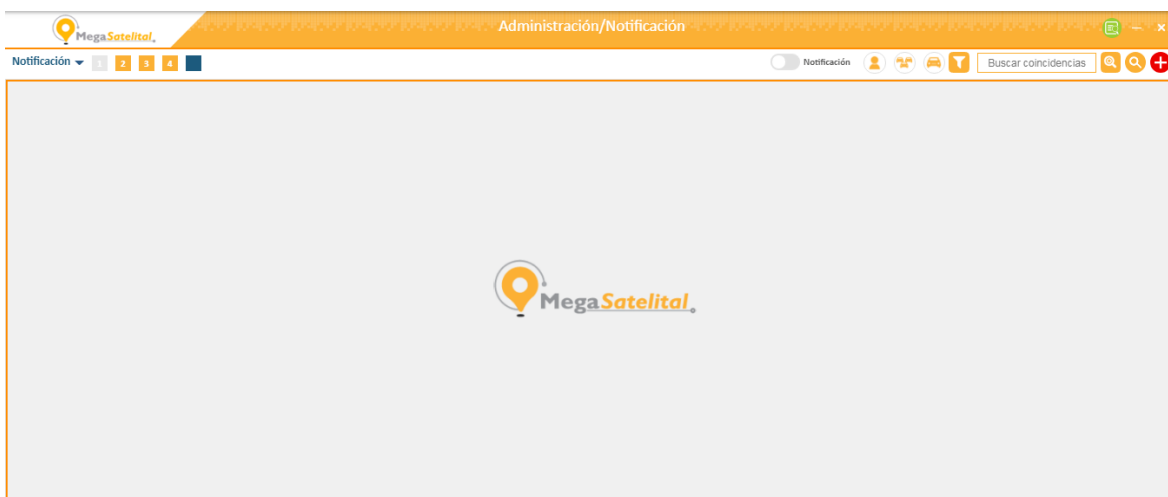 MegaSatelital
Administración/Notificación
Notificación 1 2 3 4
Notificación
Buscar coincidencias
MegaSatelital